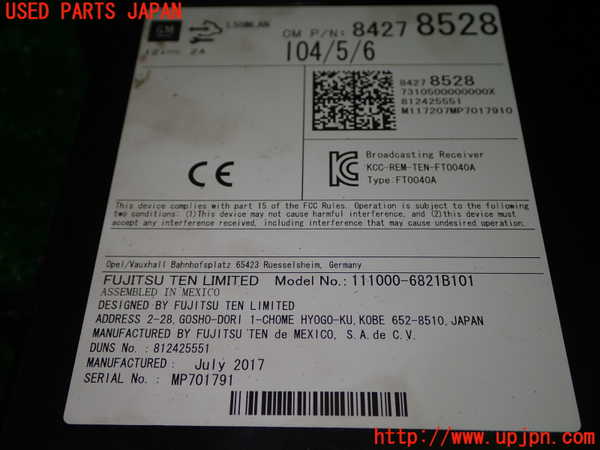 USED PARTS JAPAN
GM
LSGMLAN
GM P/N: 8427 8528
12V 2A
104/5/6
8427 8528
7310500000000X
812425551
M117207MP7017910
CE
Broadcasting Receiver
KCC-REM-TEN-FT0040A
Type:FT0040A
This device complies with part 15 of the FCC Rules. Operation is subject to the following
two conditions: (1)This device may not cause harmful interference, and (2)this device must
accept any interference received, including interference that may cause undesired operation.
Opel/Vauxhall Bahnhofsplatz 65423 Ruesselsheim, Germany
FUJITSU TEN LIMITED Model No.:111000-6821B101
ASSEMBLED IN MEXICO
DESIGNED BY FUJITSU TEN LIMITED
ADDRESS 2-28, GOSHO-DORI 1-CHOME HYOGO-KU, KOBE 652-8510, JAPAN
MANUFACTURED BY FUJITSU TEN de MEXICO, S.A. de C.V.
DUNS No. : 812425551
MANUFACTURED : July 2017
SERIAL No. : MP701791
http://www.upjpn.com/